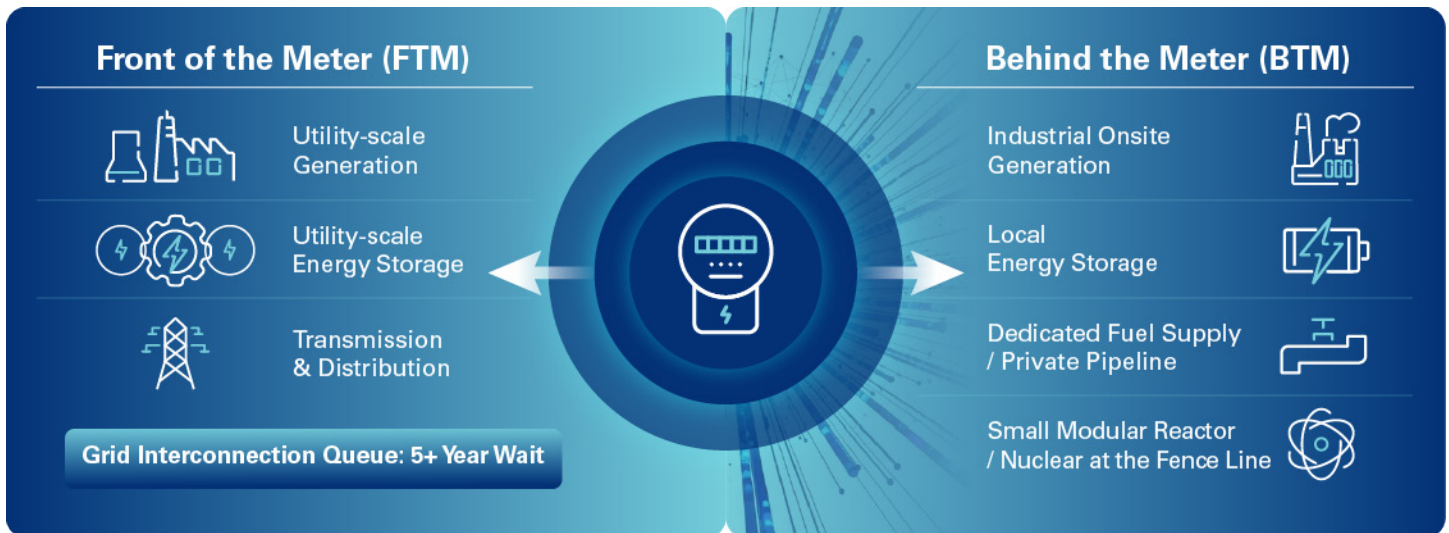 Front of the Meter (FTM)
Utility-scale
Generation
Utility-scale
Energy Storage
Transmission
& Distribution
Grid Interconnection Queue: 5+ Year Wait
Behind the Meter (BTM)
Industrial Onsite
Generation
Local
Energy Storage
Dedicated Fuel Supply
/ Private Pipeline
Small Modular Reactor
/ Nuclear at the Fence Line